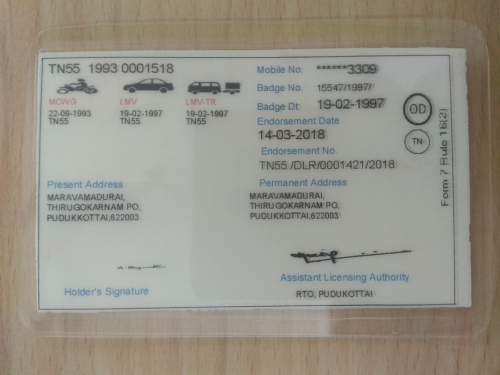 TN55 1993 0001518
MCWG LMV LMV-TR
22-09-1993 19-02-1997 19-02-1997
TN55 TN55 TN55
Mobile No. ******3309
Badge No. 15547/1997/
Badge Dt: 19-02-1997
Endorsement Date
14-03-2018
Endorsement No.
TN55 /DLR/0001421/2018
OD
TN
Form 7 Rule 16(2)
Present Address
MARAVAMADURAI,
THIRUGOKARNAM PO,
PUDUKKOTTAI,622003
Permanent Address
MARAVAMADURAI,
THIRUGOKARNAM PO,
PUDUKKOTTAI,622003
Holder's Signature
Assistant Licensing Authority
RTO, PUDUKOTTAI